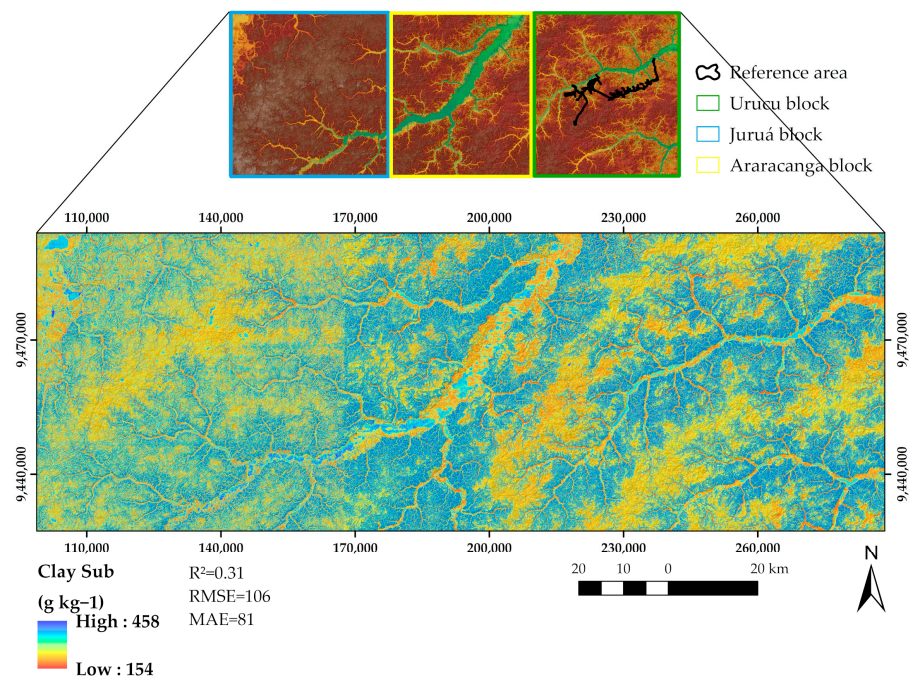 Reference area
Urucu block
Juruá block
Araracanga block
110,000 140,000 170,000 200,000 230,000 260,000
9,470,000 9,470,000
9,440,000 9,440,000
110,000 140,000 170,000 200,000 230,000 260,000
Clay Sub
(g kg−1)
High : 458
Low : 154
R²=0.31
RMSE=106
MAE=81
20 10 0 20 km
N